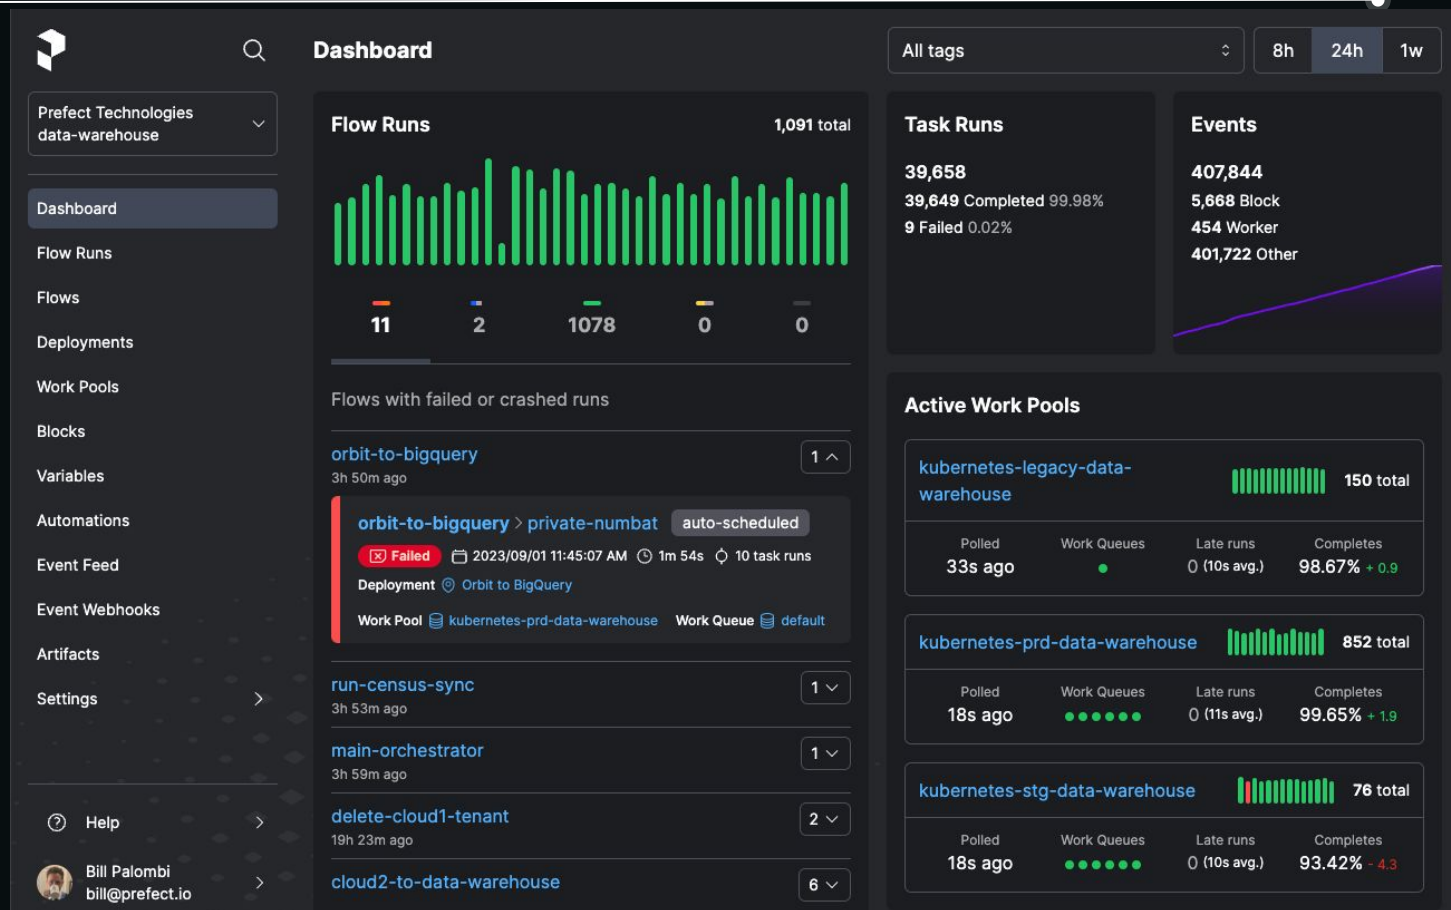 Dashboard
All tags
8h 24h 1w
Prefect Technologies
data-warehouse
Dashboard
Flow Runs
Flows
Deployments
Work Pools
Blocks
Variables
Automations
Event Feed
Event Webhooks
Artifacts
Settings
Help
Bill Palombi
bill@prefect.io
Flow Runs 1,091 total
11 2 1078 0 0
Flows with failed or crashed runs
orbit-to-bigquery 1
3h 50m ago
orbit-to-bigquery > private-numbat auto-scheduled
Failed 2023/09/01 11:45:07 AM 1m 54s 10 task runs
Deployment Orbit to BigQuery
Work Pool kubernetes-prd-data-warehouse Work Queue default
run-census-sync 1
3h 53m ago
main-orchestrator 1
3h 59m ago
delete-cloud1-tenant 2
19h 23m ago
cloud2-to-data-warehouse 6
Task Runs
39,658
39,649 Completed 99.98%
9 Failed 0.02%
Events
407,844
5,668 Block
454 Worker
401,722 Other
Active Work Pools
kubernetes-legacy-data-
warehouse
150 total
Polled Work Queues Late runs Completes
33s ago 0 (10s avg.) 98.67% + 0.9
kubernetes-prd-data-warehouse 852 total
Polled Work Queues Late runs Completes
18s ago 0 (11s avg.) 99.65% + 1.9
kubernetes-stg-data-warehouse 76 total
Polled Work Queues Late runs Completes
18s ago 0 (10s avg.) 93.42% - 4.3